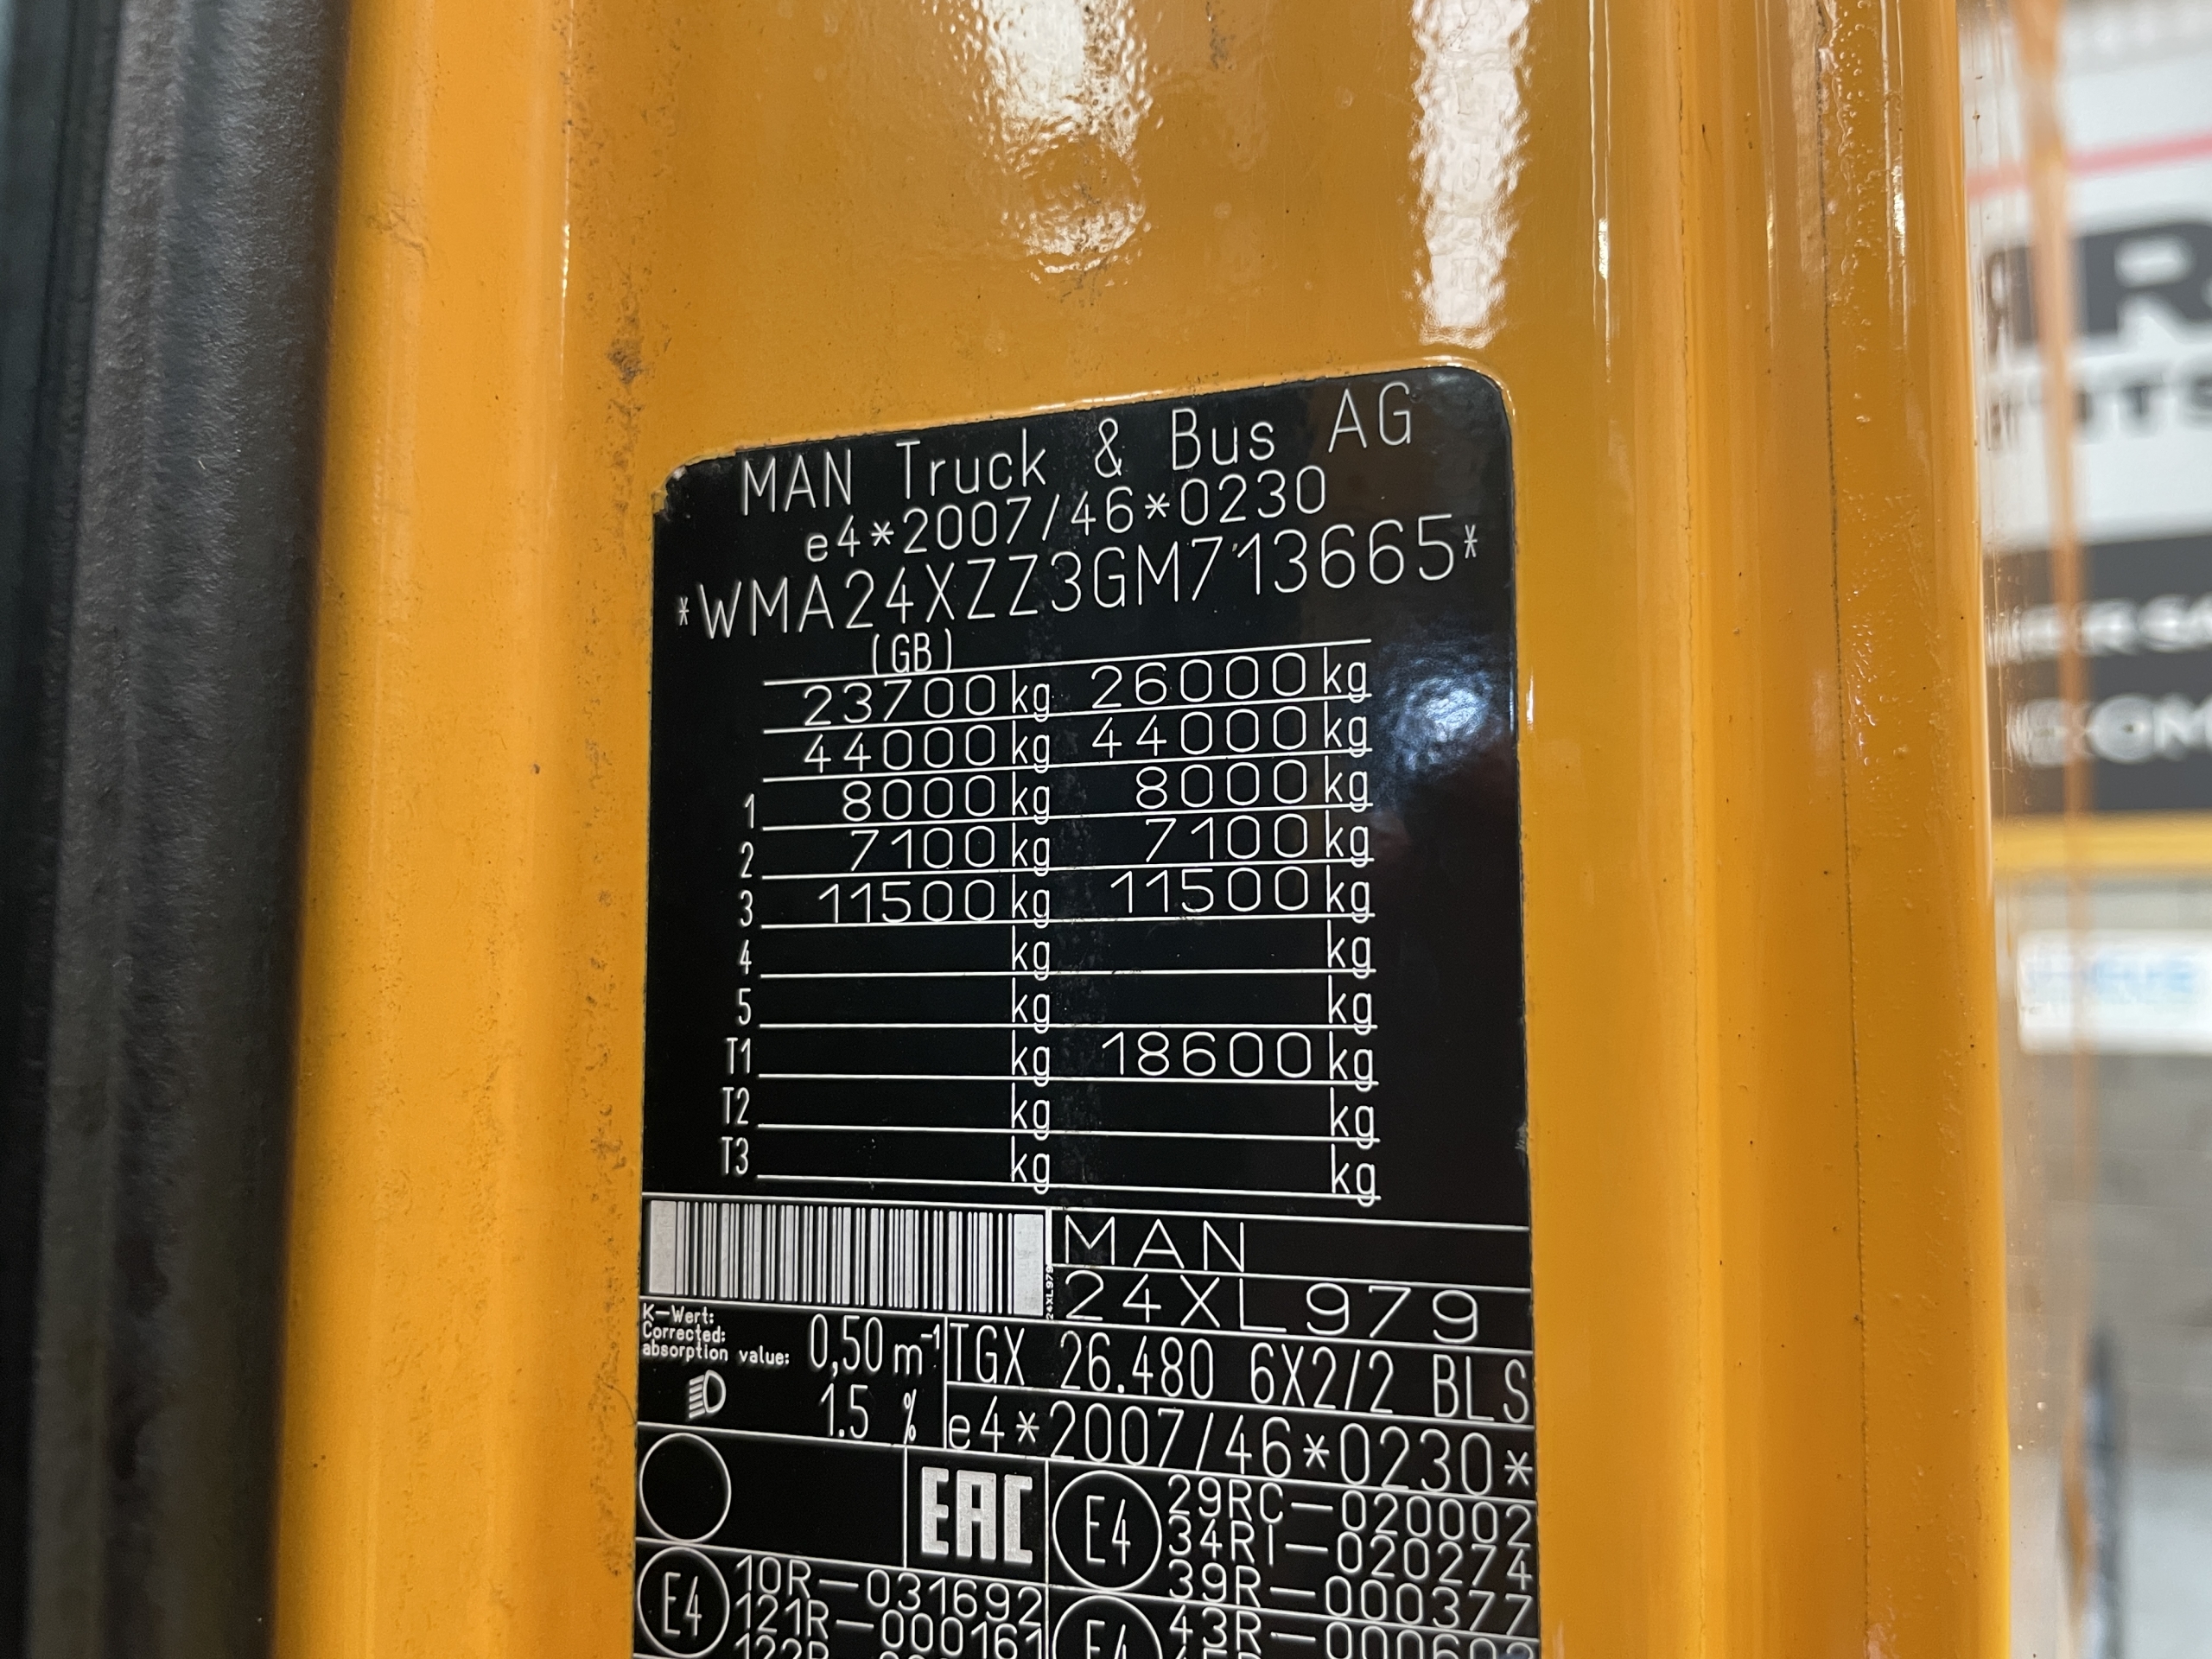 MAN Truck & Bus AG
e4*2007/46*0230
*WMA24XZZ3GM713665*
(GB)
23700 kg 26000 kg
44000 kg 44000 kg
1 8000 kg 8000 kg
2 7100 kg 7100 kg
3 11500 kg 11500 kg
4 kg kg
5 kg kg
T1 kg 18600 kg
T2 kg kg
T3 kg kg
24XL979
MAN
24XL979
K-Wert:
Corrected:
absorption value: 0,50 m-1
1.5 %
TGX 26.480 6X2/2 BLS
e4*2007/46*0230*
EAC
E4
29RC-020002
34RI-020274
39R-000377
E4
10R-031692
121R-000161
122R
E4
43R-